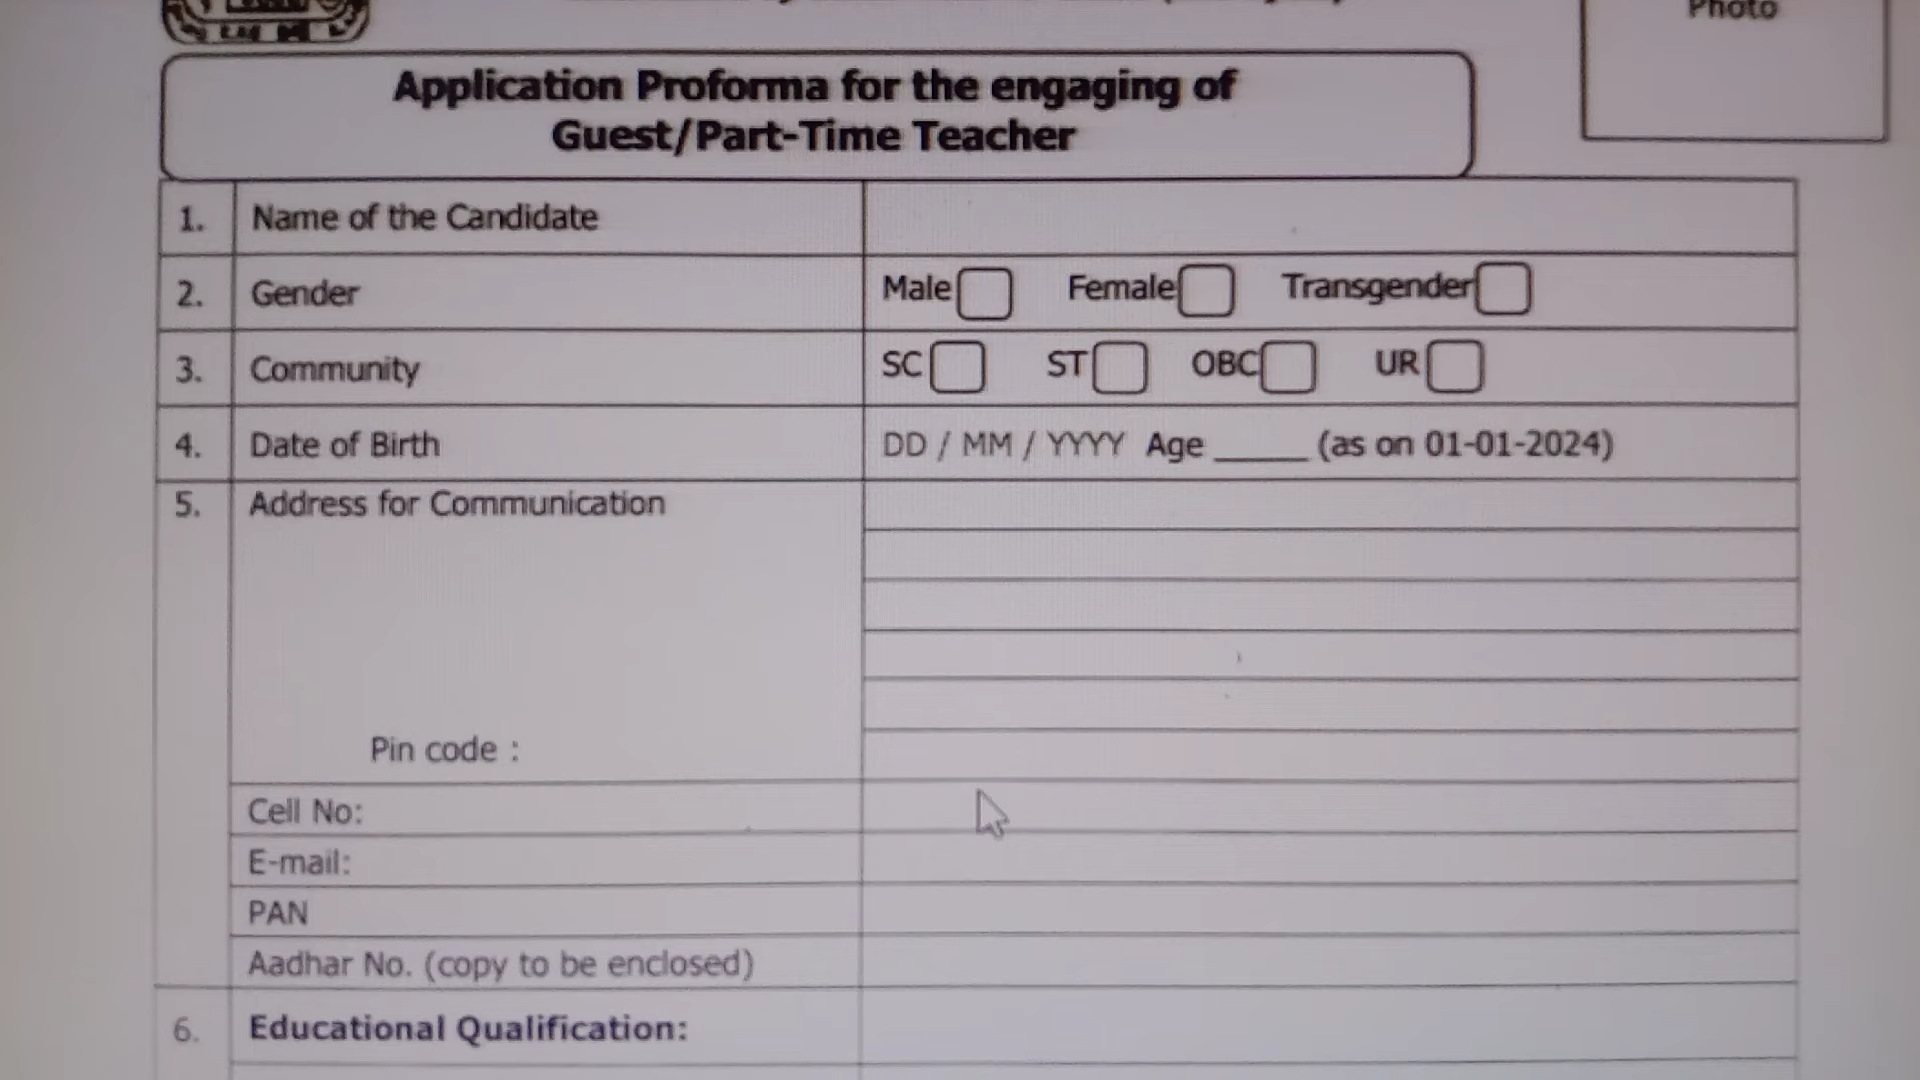 Photo
Application Proforma for the engaging of
Guest/Part-Time Teacher
1. Name of the Candidate
2. Gender Male Female Transgender
3. Community SC ST OBC UR
4. Date of Birth DD / MM / YYYY Age _____ (as on 01-01-2024)
5. Address for Communication
Pin code :
Cell No:
E-mail:
PAN
Aadhar No. (copy to be enclosed)
6. Educational Qualification: